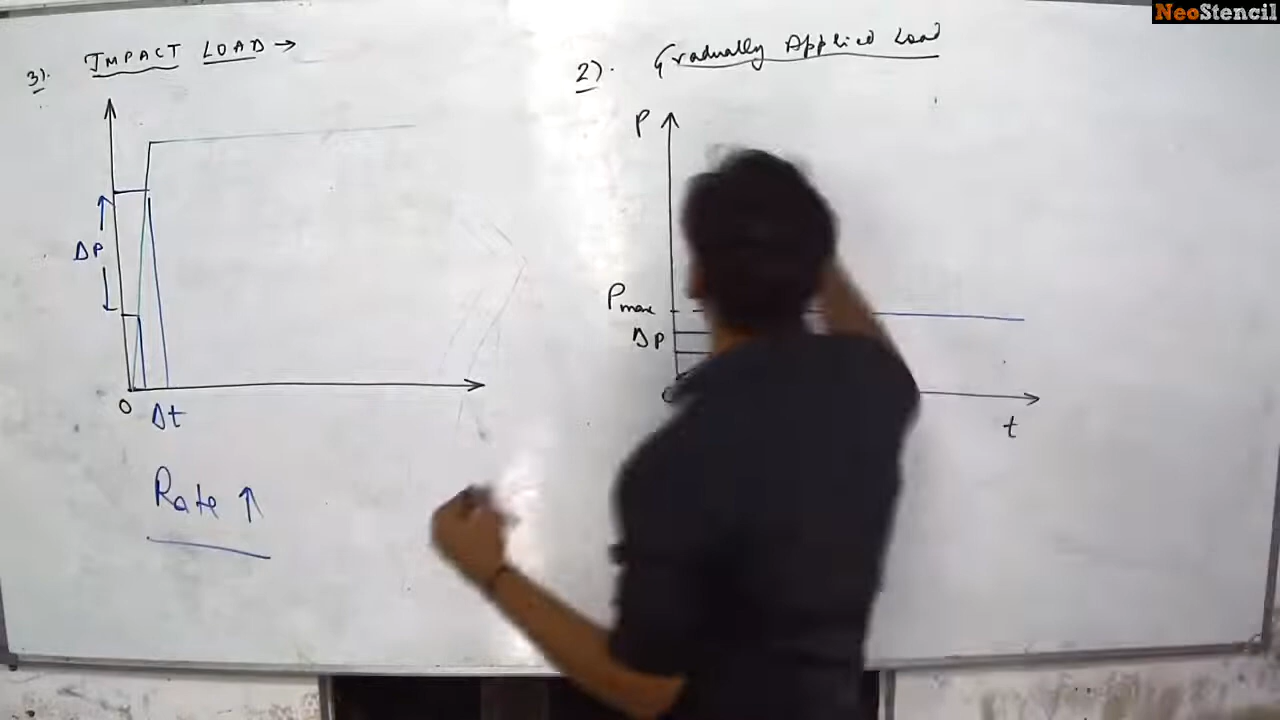 NeoStencil
3). IMPACT LOAD →
ΔP
0
Δt
Rate ↑
2). Gradually Applied Load
P
Pmax
ΔP
t